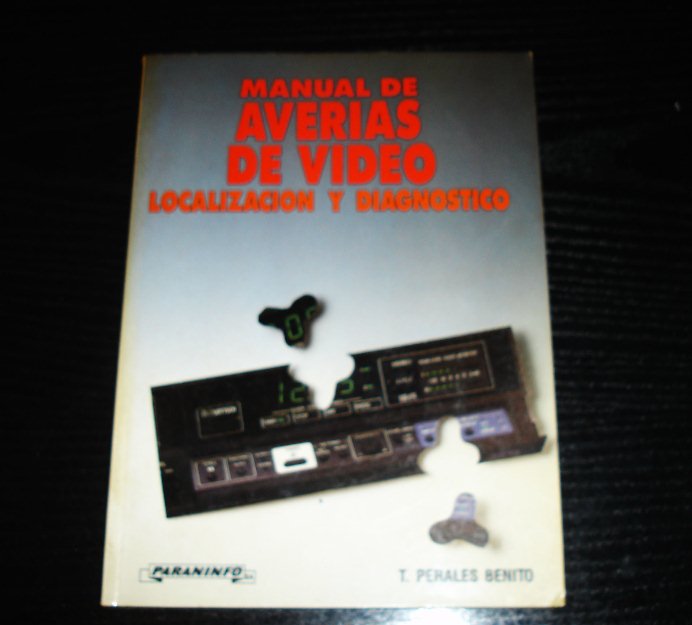 MANUAL DE
AVERIAS
DE VIDEO
LOCALIZACION Y DIAGNOSTICO
PARANINFO
T. PERALES BENITO